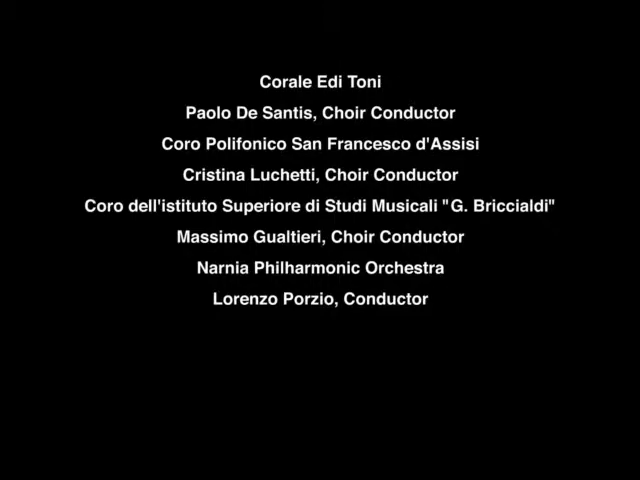 Corale Edi Toni
Paolo De Santis, Choir Conductor
Coro Polifonico San Francesco d'Assisi
Cristina Luchetti, Choir Conductor
Coro dell'istituto Superiore di Studi Musicali "G. Briccialdi"
Massimo Gualtieri, Choir Conductor
Narnia Philharmonic Orchestra
Lorenzo Porzio, Conductor